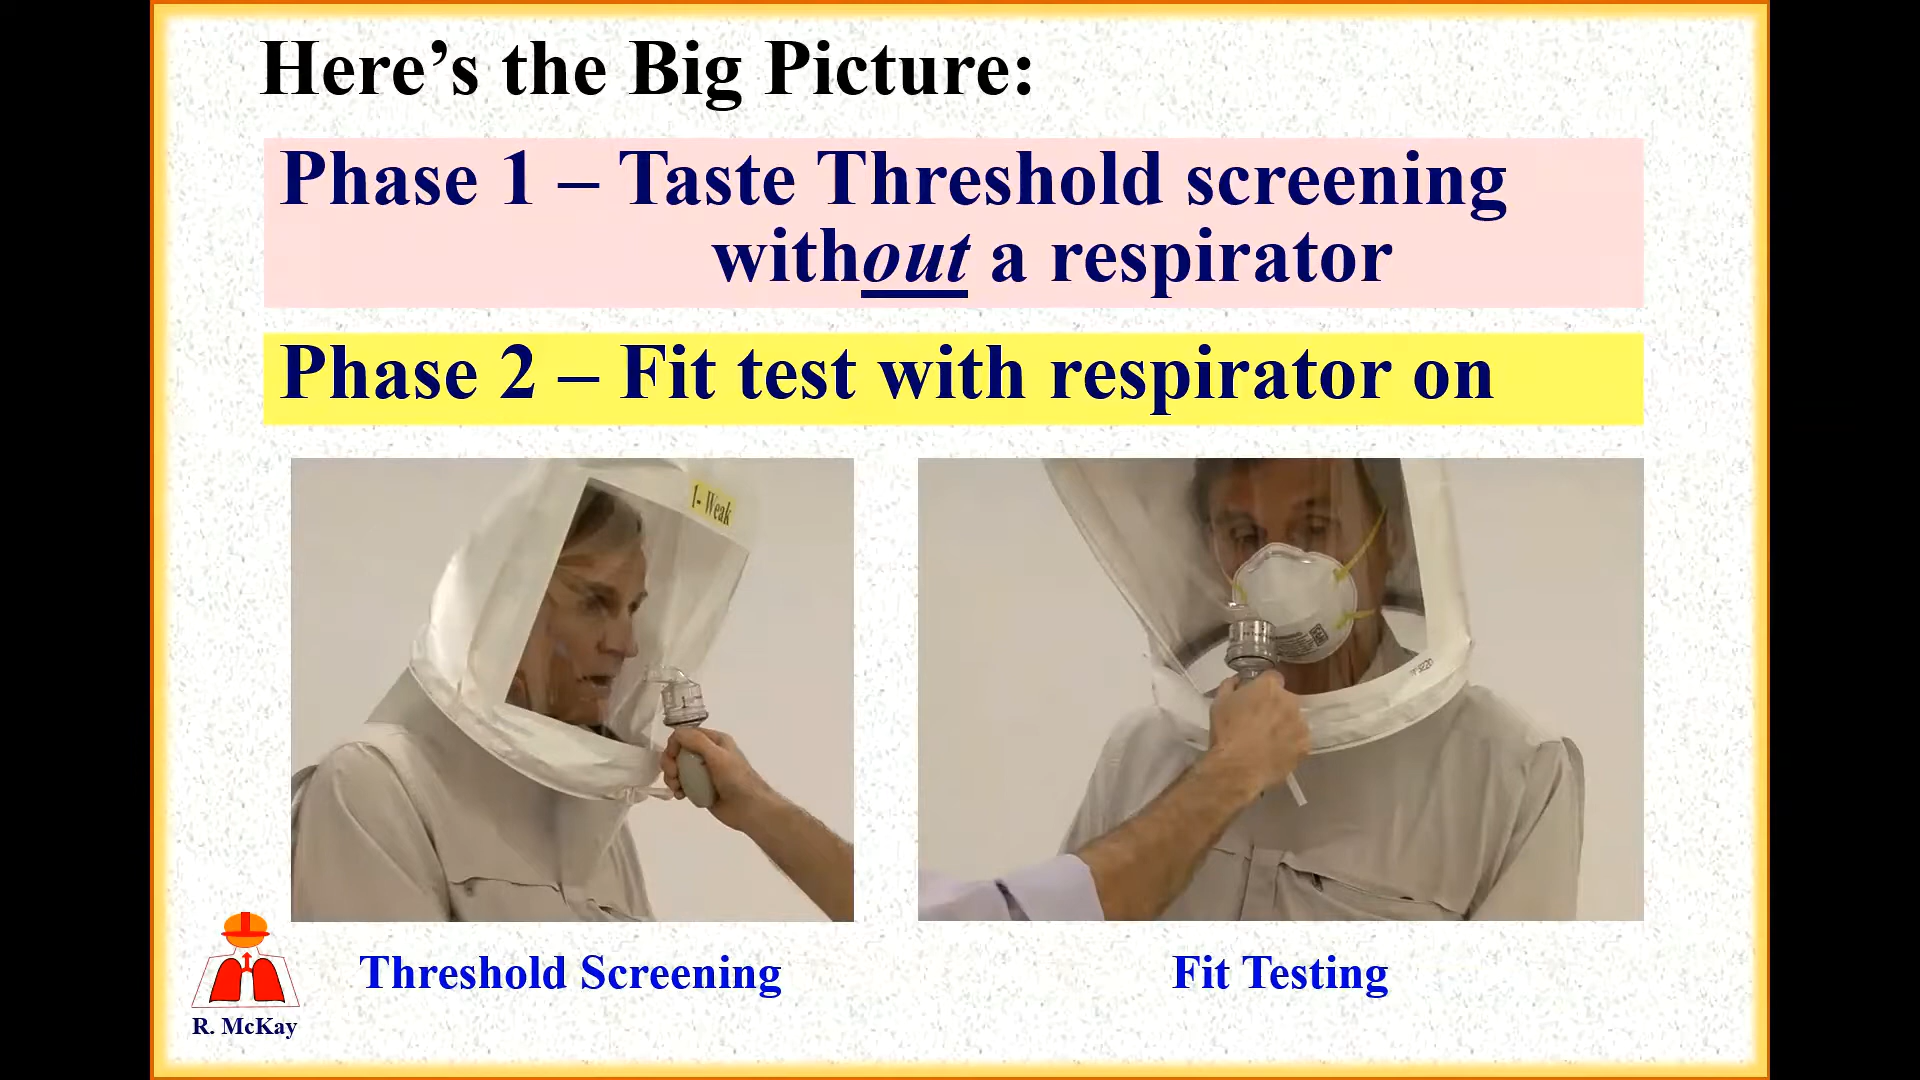 Here’s the Big Picture:
Phase 1 – Taste Threshold screening
without a respirator
Phase 2 – Fit test with respirator on
1- Weak
Threshold Screening
Fit Testing
R. McKay